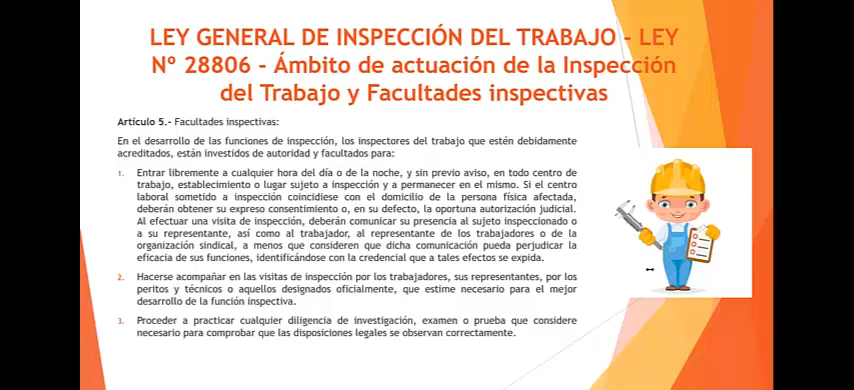 LEY GENERAL DE INSPECCIÓN DEL TRABAJO - LEY
Nº 28806 - Ámbito de actuación de la Inspección
del Trabajo y Facultades inspectivas
Artículo 5.- Facultades inspectivas:
En el desarrollo de las funciones de inspección, los inspectores del trabajo que estén debidamente
acreditados, están investidos de autoridad y facultados para:
1. Entrar libremente a cualquier hora del día o de la noche, y sin previo aviso, en todo centro de
trabajo, establecimiento o lugar sujeto a inspección y a permanecer en el mismo. Si el centro
laboral sometido a inspección coincidiese con el domicilio de la persona física afectada,
deberán obtener su expreso consentimiento o, en su defecto, la oportuna autorización judicial.
Al efectuar una visita de inspección, deberán comunicar su presencia al sujeto inspeccionado o
a su representante, así como al trabajador, al representante de los trabajadores o de la
organización sindical, a menos que consideren que dicha comunicación pueda perjudicar la
eficacia de sus funciones, identificándose con la credencial que a tales efectos se expida.
2. Hacerse acompañar en las visitas de inspección por los trabajadores, sus representantes, por los
peritos y técnicos o aquellos designados oficialmente, que estime necesario para el mejor
desarrollo de la función inspectiva.
3. Proceder a practicar cualquier diligencia de investigación, examen o prueba que considere
necesario para comprobar que las disposiciones legales se observan correctamente.